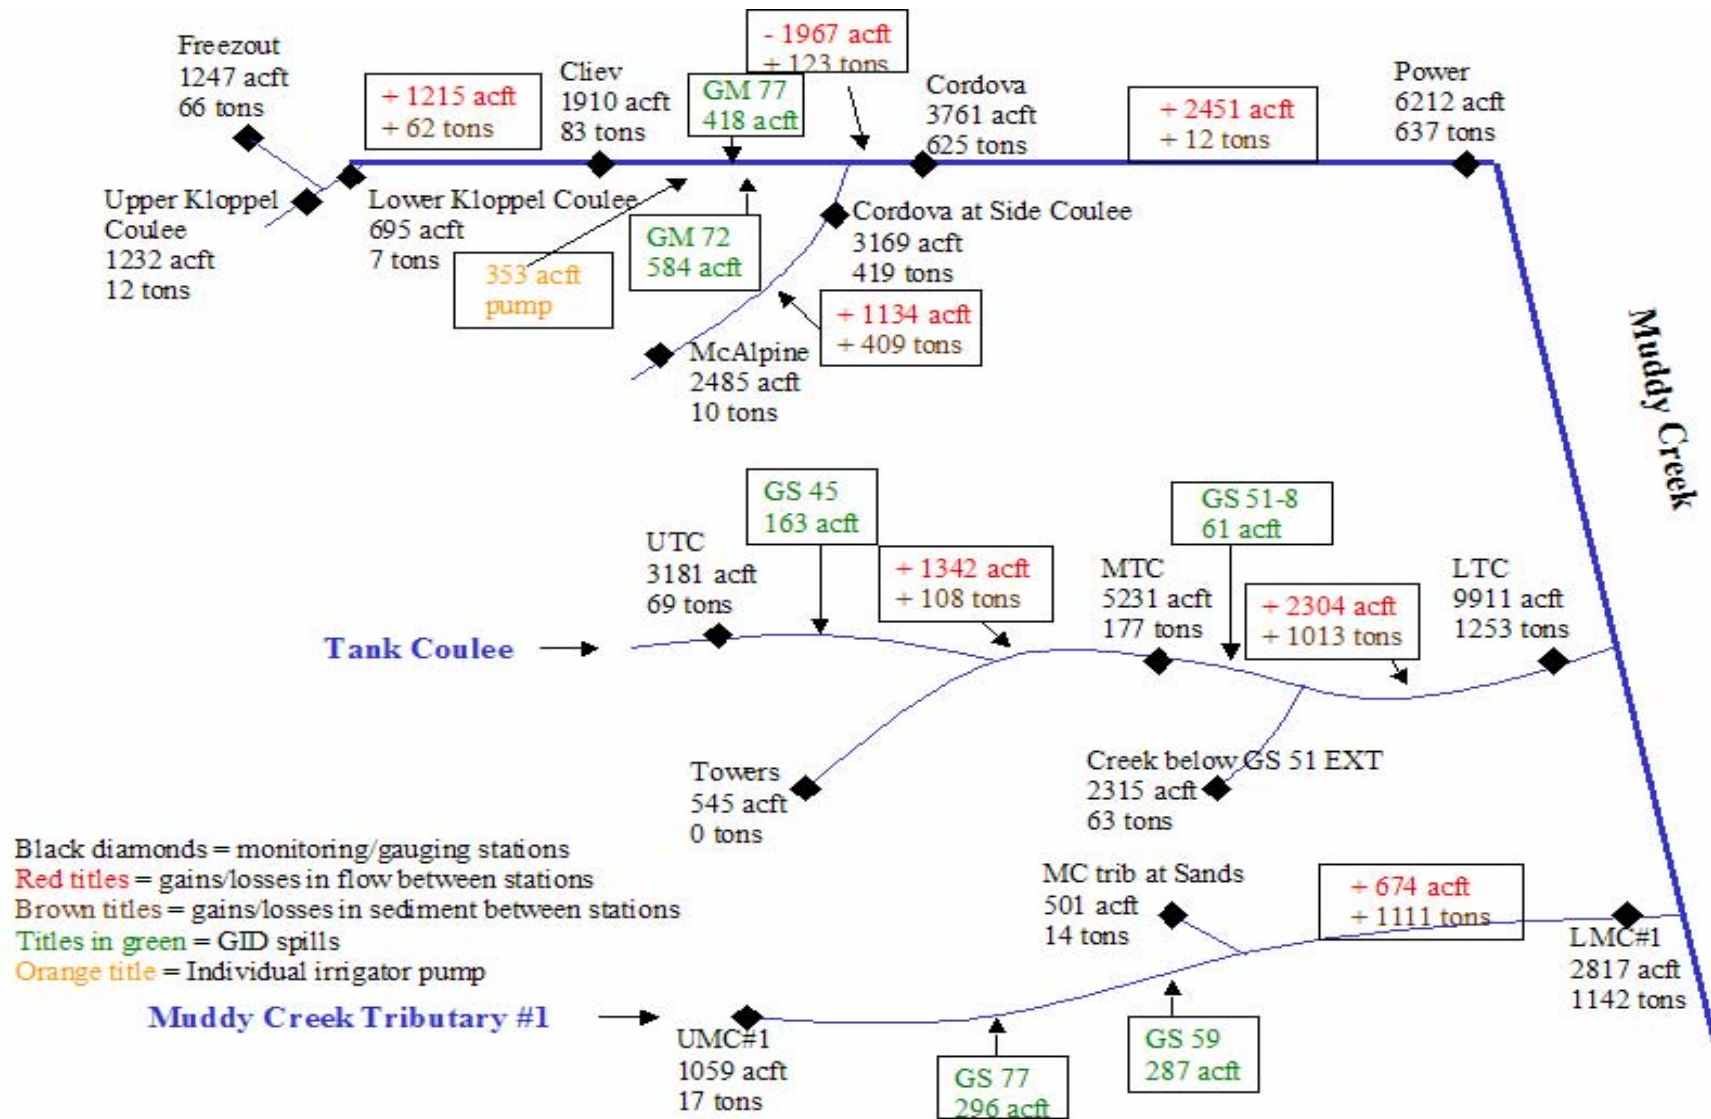 Freezout
1247 acft
66 tons
+ 1215 acft
+ 62 tons
Cliev
1910 acft
83 tons
GM 77
418 acft
- 1967 acft
+ 123 tons
Cordova
3761 acft
625 tons
+ 2451 acft
+ 12 tons
Power
6212 acft
637 tons
Upper Kloppel
Coulee
1232 acft
12 tons
Lower Kloppel Coulee
695 acft
7 tons
353 acft
pump
GM 72
584 acft
Cordova at Side Coulee
3169 acft
419 tons
+ 1134 acft
+ 409 tons
McAlpine
2485 acft
10 tons
Muddy Creek
GS 45
163 acft
UTC
3181 acft
69 tons
+ 1342 acft
+ 108 tons
MTC
5231 acft
177 tons
GS 51-8
61 acft
+ 2304 acft
+ 1013 tons
LTC
9911 acft
1253 tons
Tank Coulee
Towers
545 acft
0 tons
Creek below GS 51 EXT
2315 acft
63 tons
Black diamonds = monitoring/gauging stations
Red titles = gains/losses in flow between stations
Brown titles = gains/losses in sediment between stations
Titles in green = GID spills
Orange title = Individual irrigator pump
MC trib at Sands
501 acft
14 tons
+ 674 acft
+ 1111 tons
LMC#1
2817 acft
1142 tons
Muddy Creek Tributary #1
UMC#1
1059 acft
17 tons
GS 77
296 acft
GS 59
287 acft